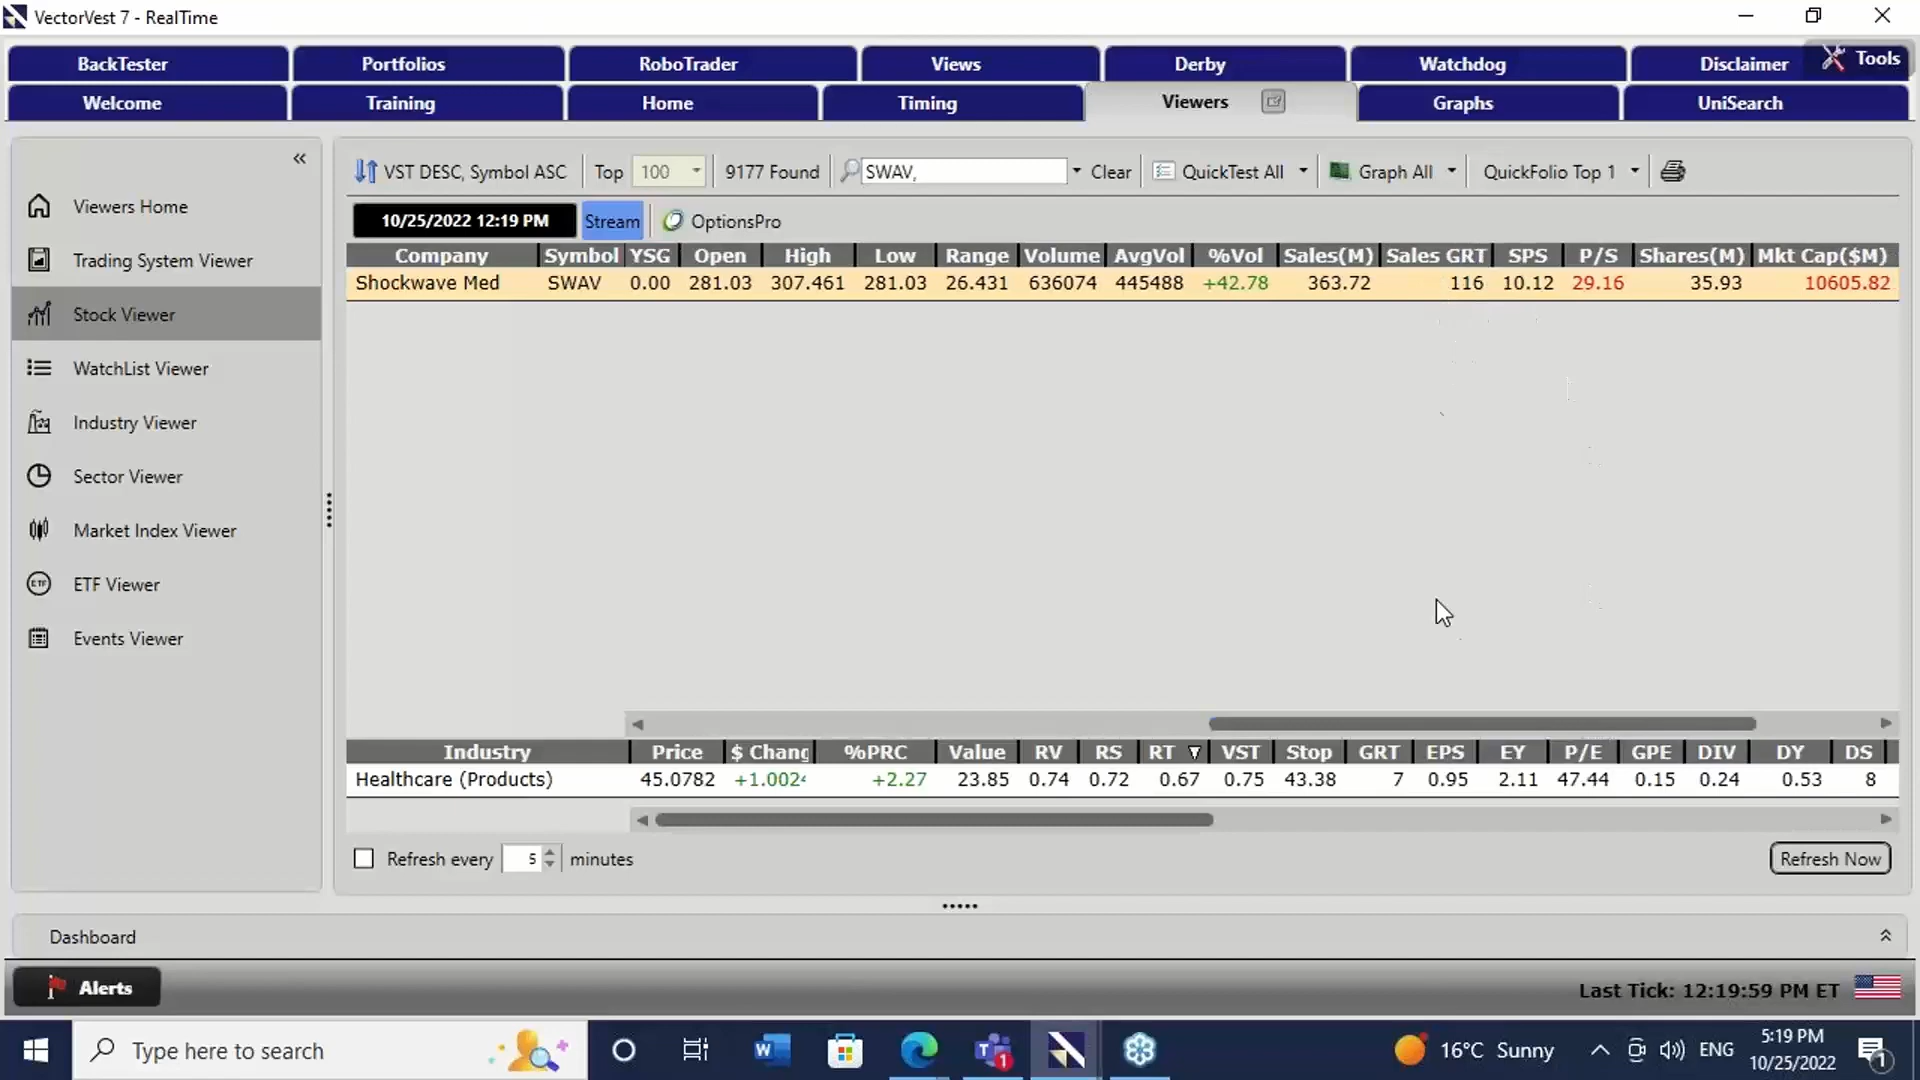 VectorVest 7 - RealTime
BackTester Portfolios RoboTrader Views Derby Watchdog Disclaimer Tools
Welcome Training Home Timing Viewers Graphs UniSearch
«
Viewers Home
Trading System Viewer
Stock Viewer
WatchList Viewer
Industry Viewer
Sector Viewer
Market Index Viewer
ETF ETF Viewer
Events Viewer
VST DESC, Symbol ASC Top 100 9177 Found SWAV, Clear QuickTest All Graph All QuickFolio Top 1
10/25/2022 12:19 PM Stream OptionsPro
Company Symbol YSG Open High Low Range Volume AvgVol %Vol Sales(M) Sales GRT SPS P/S Shares(M) Mkt Cap($M)
Shockwave Med SWAV 0.00 281.03 307.461 281.03 26.431 636074 445488 +42.78 363.72 116 10.12 29.16 35.93 10605.82
Industry Price $ Chang %PRC Value RV RS RT VST Stop GRT EPS EY P/E GPE DIV DY DS
Healthcare (Products) 45.0782 +1.002 +2.27 23.85 0.74 0.72 0.67 0.75 43.38 7 0.95 2.11 47.44 0.15 0.24 0.53 8
Refresh every 5 minutes Refresh Now
Dashboard
Alerts Last Tick: 12:19:59 PM ET
Type here to search 1 16°C Sunny ENG 5:19 PM 1
10/25/2022